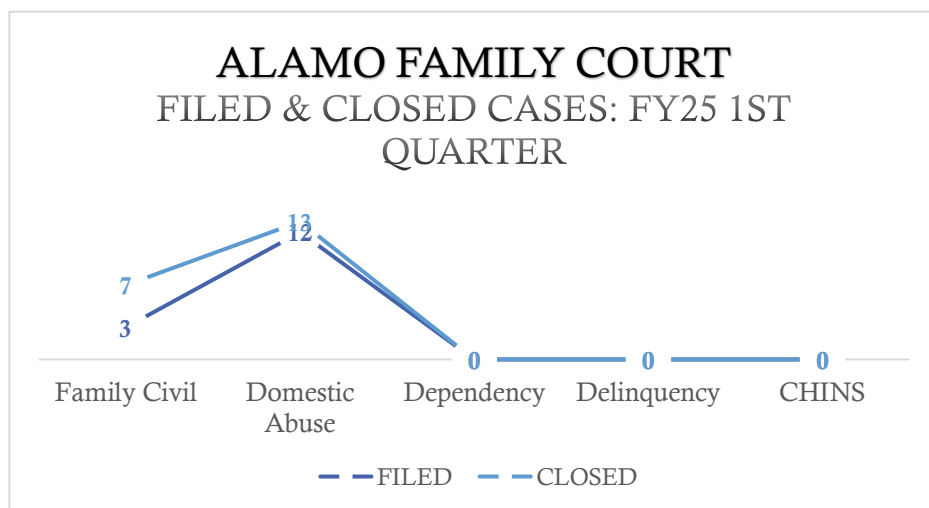 ALAMO FAMILY COURT
FILED & CLOSED CASES: FY25 1ST
QUARTER
13
12
7
3
0 0 0
Family Civil Domestic Dependency Delinquency CHINS
Abuse
FILED CLOSED